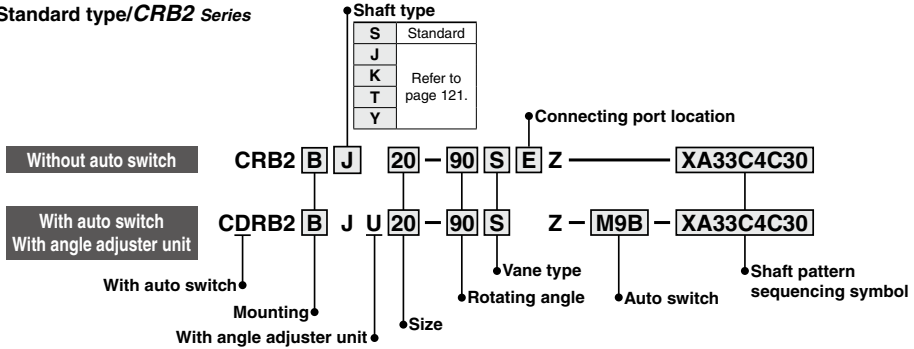 Standard type/CRB2 Series
Shaft type
S Standard
J
K
T
Y
Refer to
page 121.
Connecting port location
Without auto switch CRB2 B J 20 – 90 S E Z — XA33C4C30
With auto switch
With angle adjuster unit
CDRB2 B J U 20 – 90 S Z – M9B – XA33C4C30
With auto switch
Mounting
With angle adjuster unit
Size
Rotating angle
Vane type
Auto switch
Shaft pattern
sequencing symbol